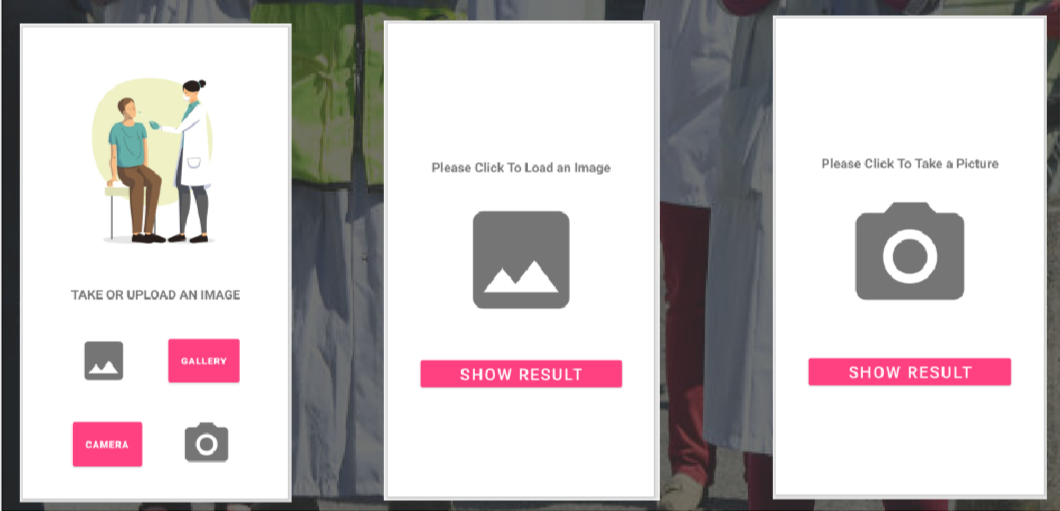 TAKE OR UPLOAD AN IMAGE
GALLERY
CAMERA
Please Click To Load an Image
SHOW RESULT
Please Click To Take a Picture
SHOW RESULT